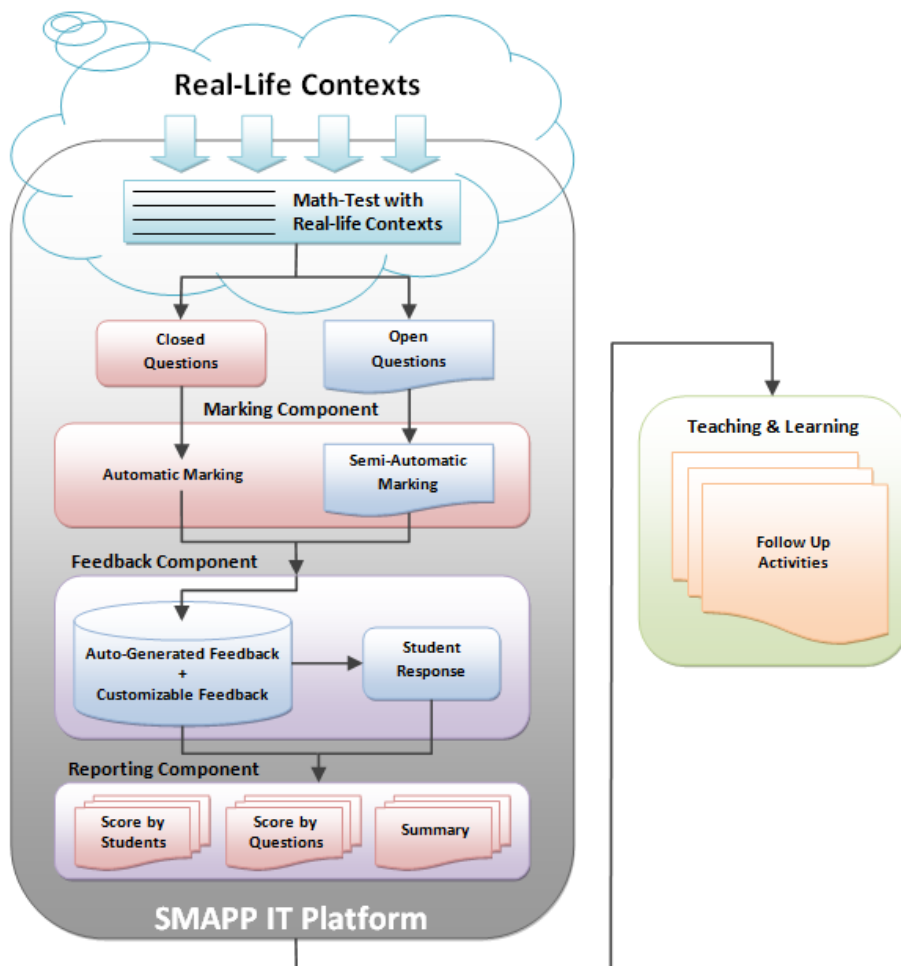 Real-Life Contexts
Math-Test with
Real-life Contexts
Closed
Questions
Open
Questions
Marking Component
Automatic Marking
Semi-Automatic
Marking
Feedback Component
Auto-Generated Feedback
+
Customizable Feedback
Student
Response
Reporting Component
Score by
Students
Score by
Questions
Summary
SMAPP IT Platform
Teaching & Learning
Follow Up
Activities